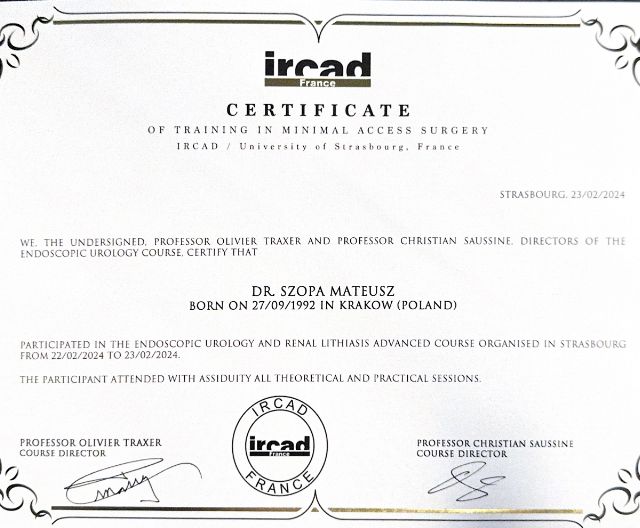 ircad
France
CERTIFICATE
OF TRAINING IN MINIMAL ACCESS SURGERY
IRCAD / University of Strasbourg, France
STRASBOURG, 23/02/2024
WE, THE UNDERSIGNED, PROFESSOR OLIVIER TRAXER AND PROFESSOR CHRISTIAN SAUSSINE, DIRECTORS OF THE
ENDOSCOPIC UROLOGY COURSE, CERTIFY THAT
DR. SZOPA MATEUSZ
BORN ON 27/09/1992 IN KRAKOW (POLAND)
PARTICIPATED IN THE ENDOSCOPIC UROLOGY AND RENAL LITHIASIS ADVANCED COURSE ORGANISED IN STRASBOURG
FROM 22/02/2024 TO 23/02/2024.
THE PARTICIPANT ATTENDED WITH ASSIDUITY ALL THEORETICAL AND PRACTICAL SESSIONS.
PROFESSOR OLIVIER TRAXER
COURSE DIRECTOR
IRCAD
ircad
France
FRANCE
PROFESSOR CHRISTIAN SAUSSINE
COURSE DIRECTOR